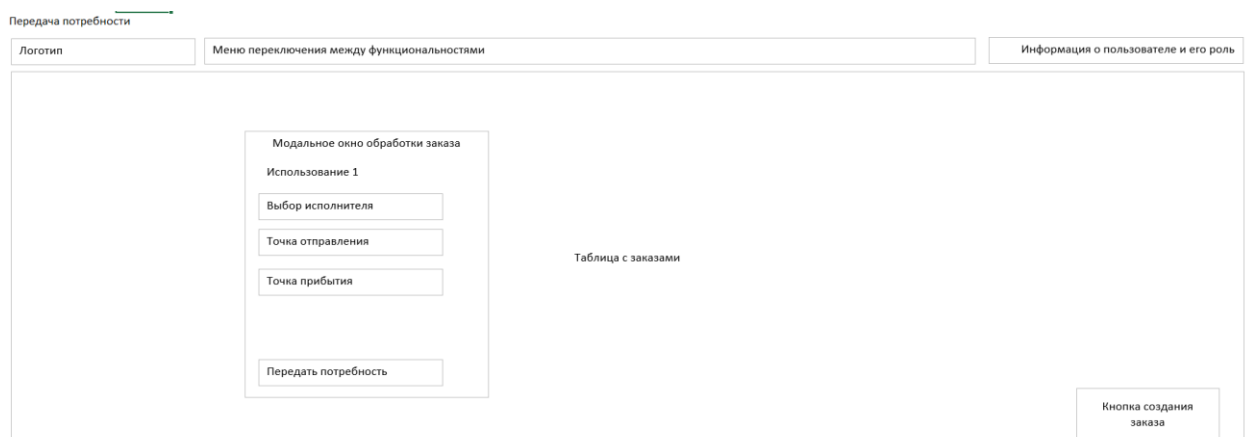 Передача потребности
Логотип
Меню переключения между функциональностями
Информация о пользователе и его роль
Модальное окно обработки заказа
Использование 1
Выбор исполнителя
Точка отправления
Таблица с заказами
Точка прибытия
Передать потребность
Кнопка создания
заказа